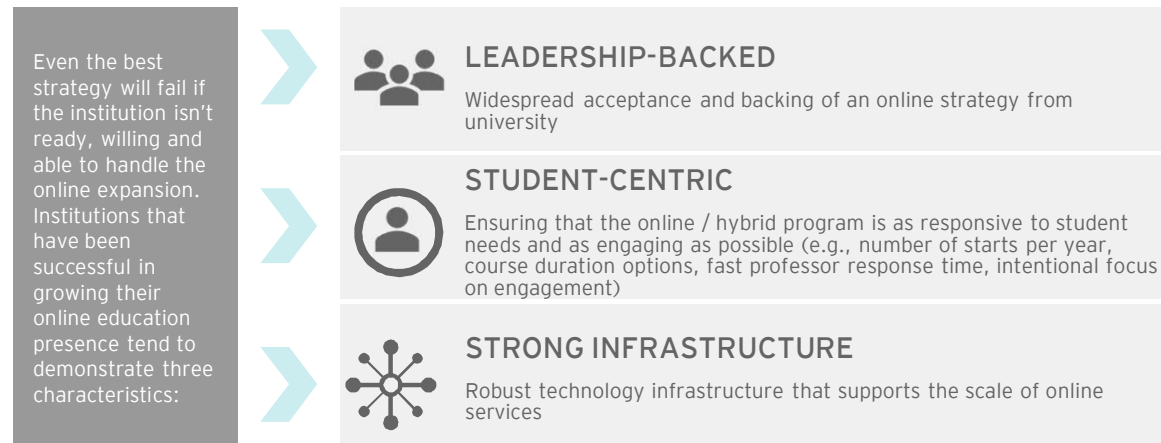 Even the best
strategy will fail if
the institution isn't
ready, willing and
able to handle the
online expansion.
Institutions that
have been
successful in
growing their
online education
presence tend to
demonstrate three
characteristics:
LEADERSHIP-BACKED
Widespread acceptance and backing of an online strategy from
university
STUDENT-CENTRIC
Ensuring that the online / hybrid program is as responsive to student
needs and as engaging as possible (e.g., number of starts per year,
course duration options, fast professor response time, intentional focus
on engagement)
STRONG INFRASTRUCTURE
Robust technology infrastructure that supports the scale of online
services